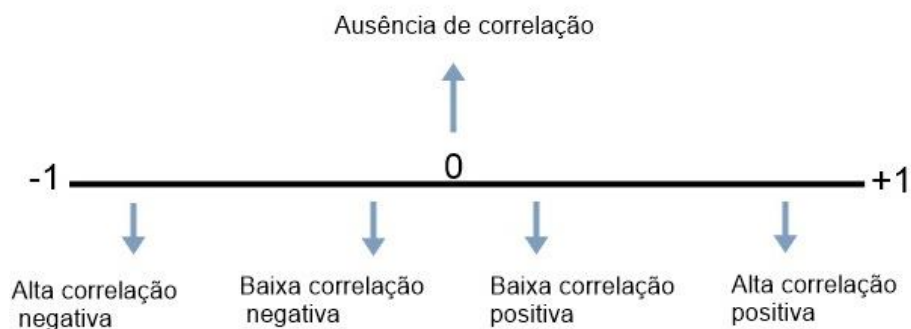 Ausência de correlação
-1
0
+1
Alta correlação
negativa
Baixa correlação
negativa
Baixa correlação
positiva
Alta correlação
positiva